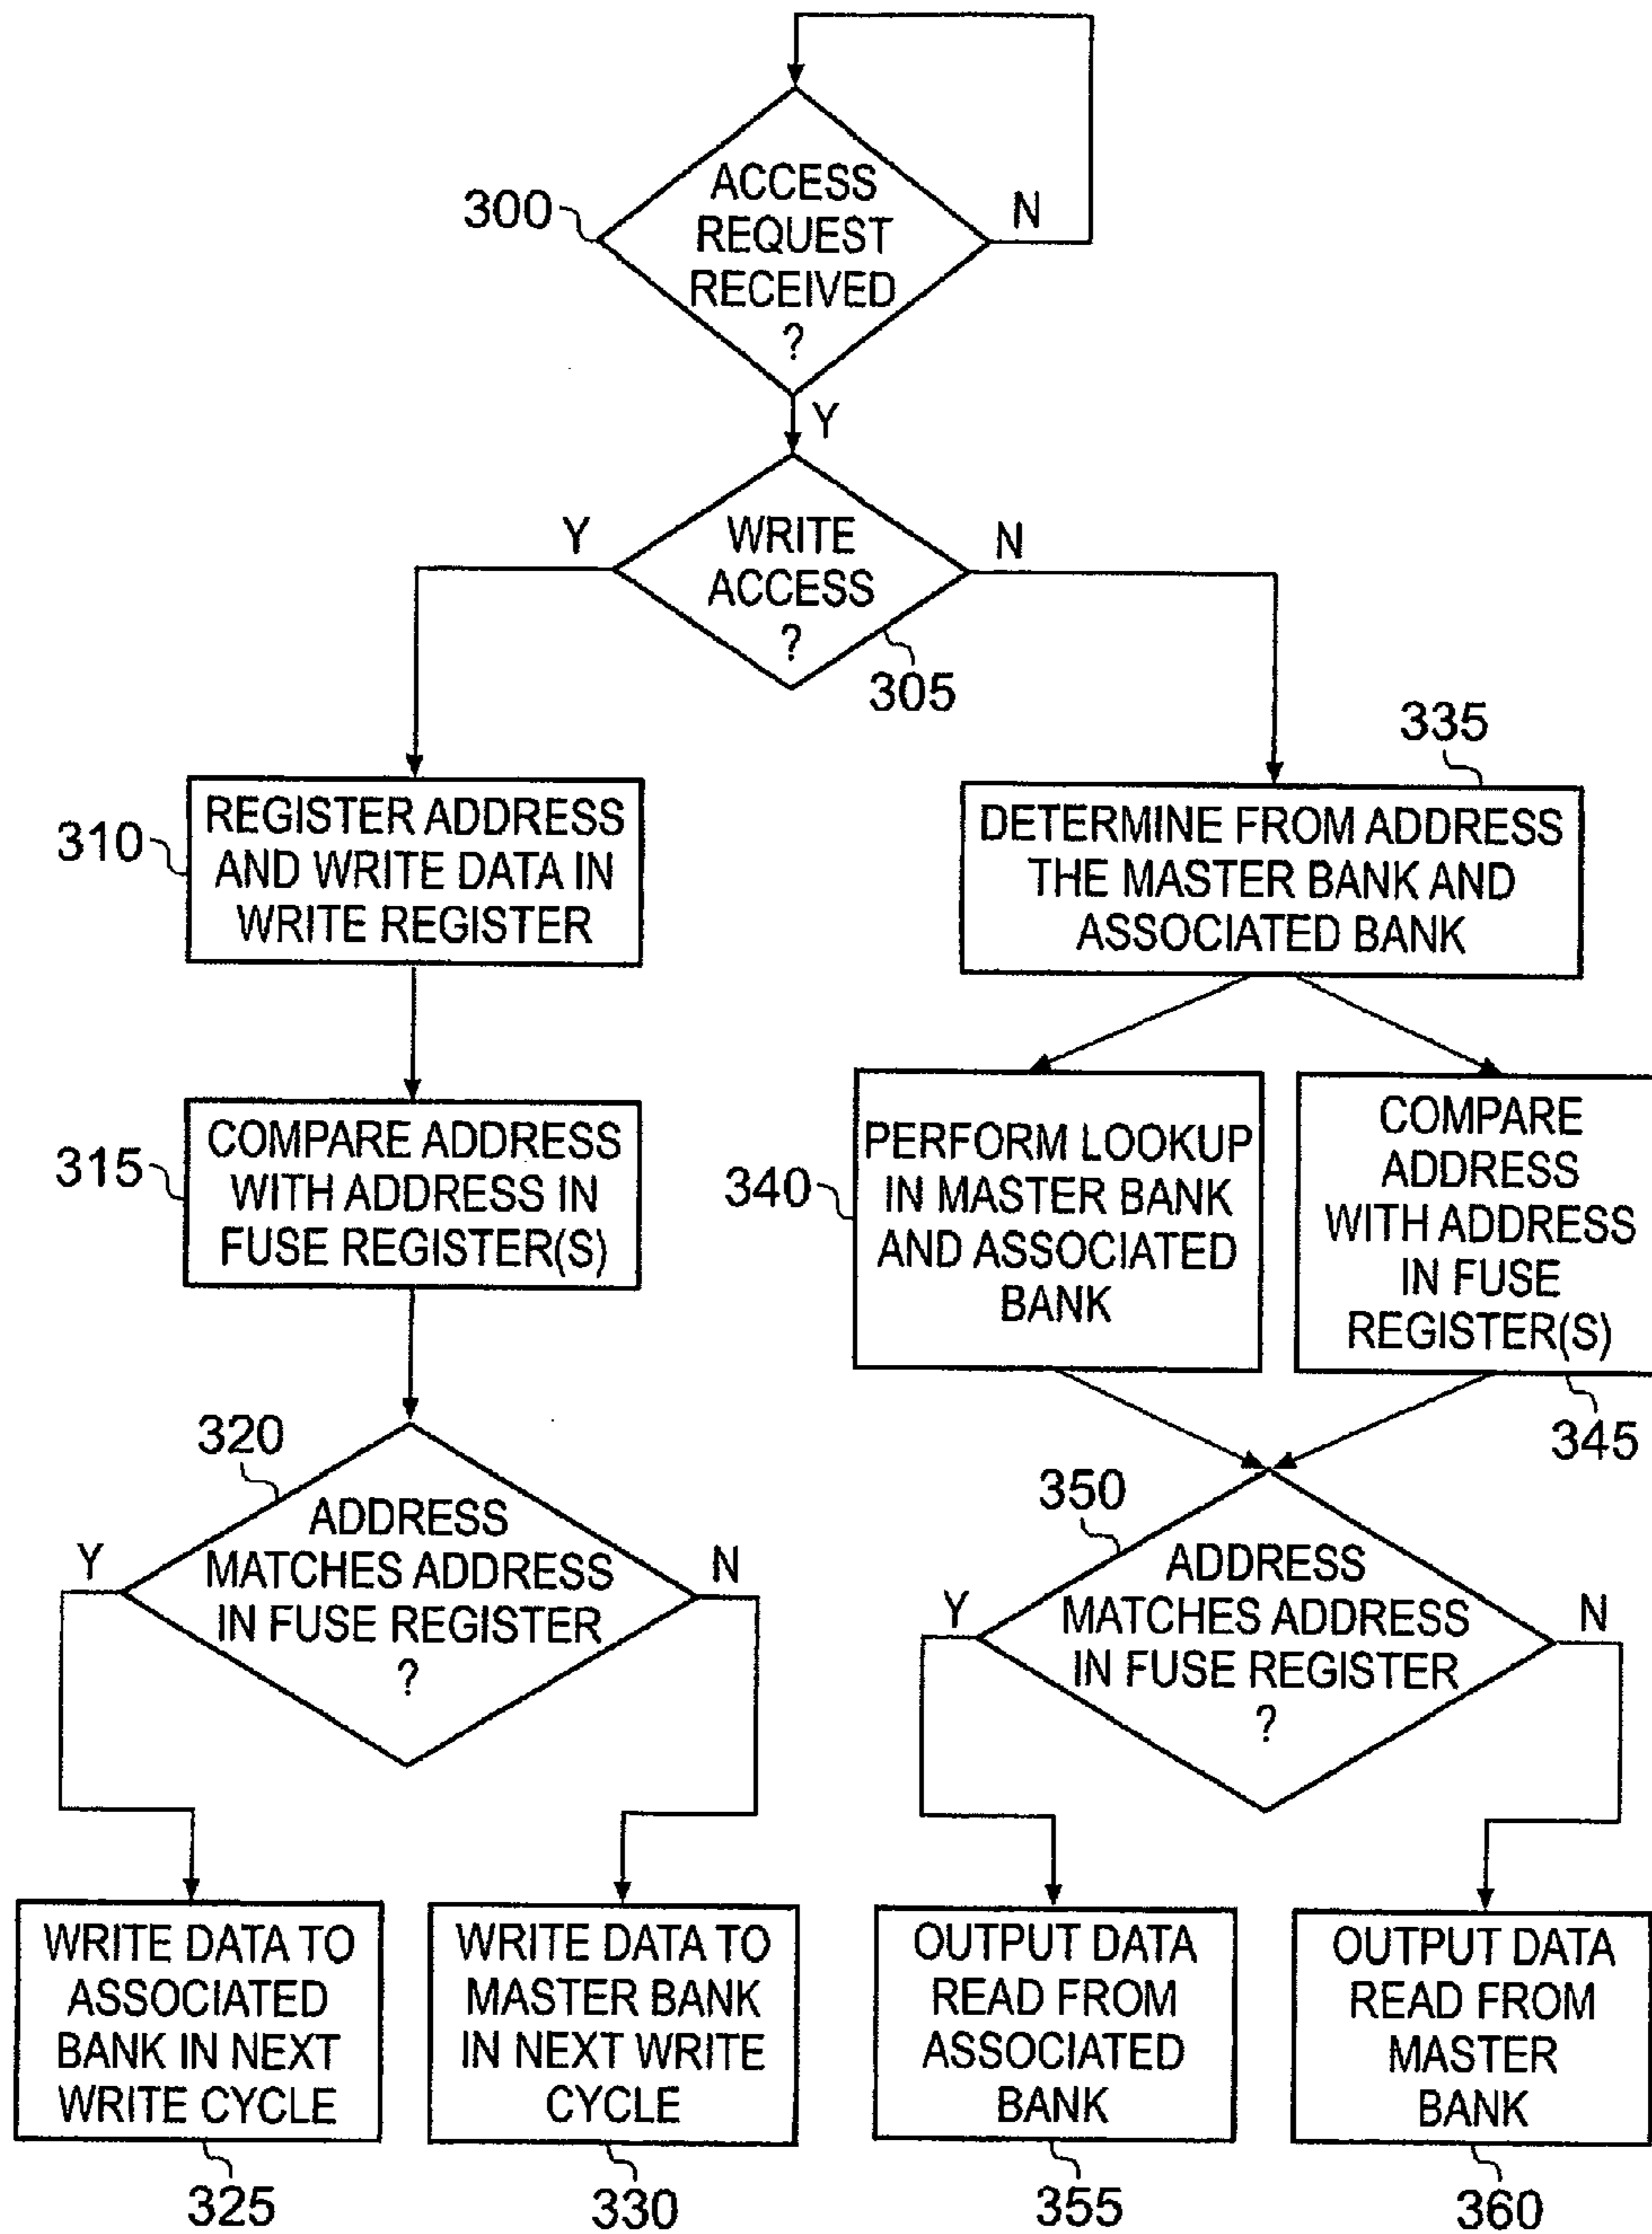 ACCESS
REQUEST
RECEIVED
?
300
N
Y
WRITE
ACCESS
?
Y
N
305
310
REGISTER ADDRESS
AND WRITE DATA IN
WRITE REGISTER
335
DETERMINE FROM ADDRESS
THE MASTER BANK AND
ASSOCIATED BANK
315
COMPARE ADDRESS
WITH ADDRESS IN
FUSE REGISTER(S)
340
PERFORM LOOKUP
IN MASTER BANK
AND ASSOCIATED
BANK
COMPARE
ADDRESS
WITH ADDRESS
IN FUSE
REGISTER(S)
345
320
ADDRESS
MATCHES ADDRESS
IN FUSE REGISTER
?
Y
N
350
ADDRESS
MATCHES ADDRESS
IN FUSE REGISTER
?
Y
N
WRITE DATA TO
ASSOCIATED
BANK IN NEXT
WRITE CYCLE
325
WRITE DATA TO
MASTER BANK
IN NEXT WRITE
CYCLE
330
OUTPUT DATA
READ FROM
ASSOCIATED
BANK
355
OUTPUT DATA
READ FROM
MASTER
BANK
360